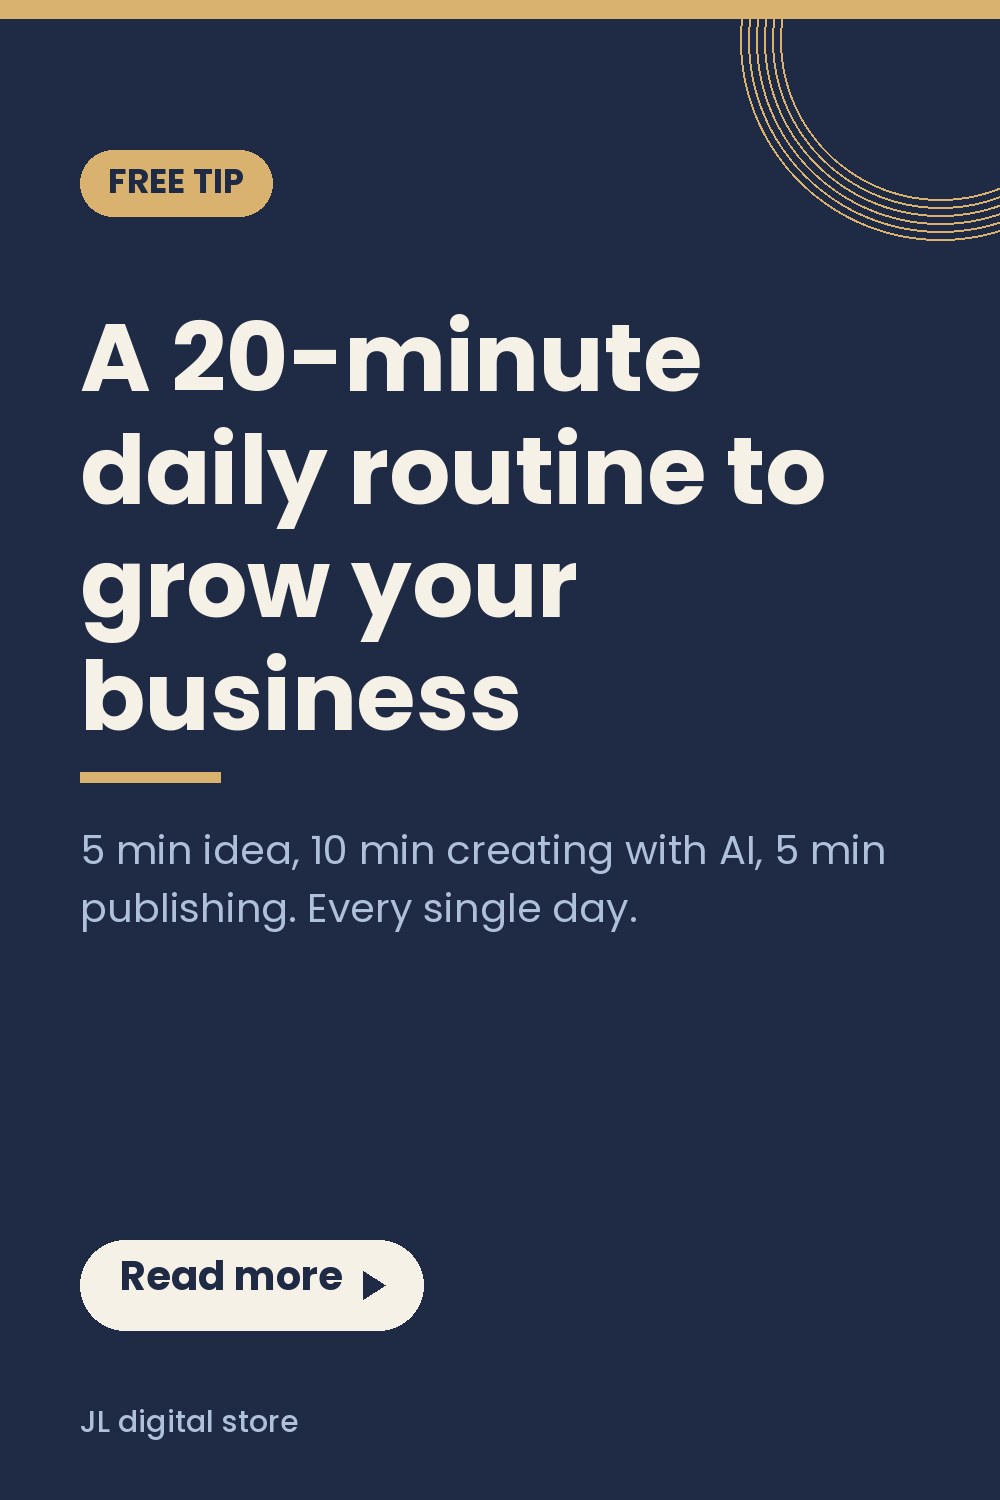 FREE TIP
A 20-minute
daily routine to
grow your
business
5 min idea, 10 min creating with AI, 5 min
publishing. Every single day.
Read more
JL digital store